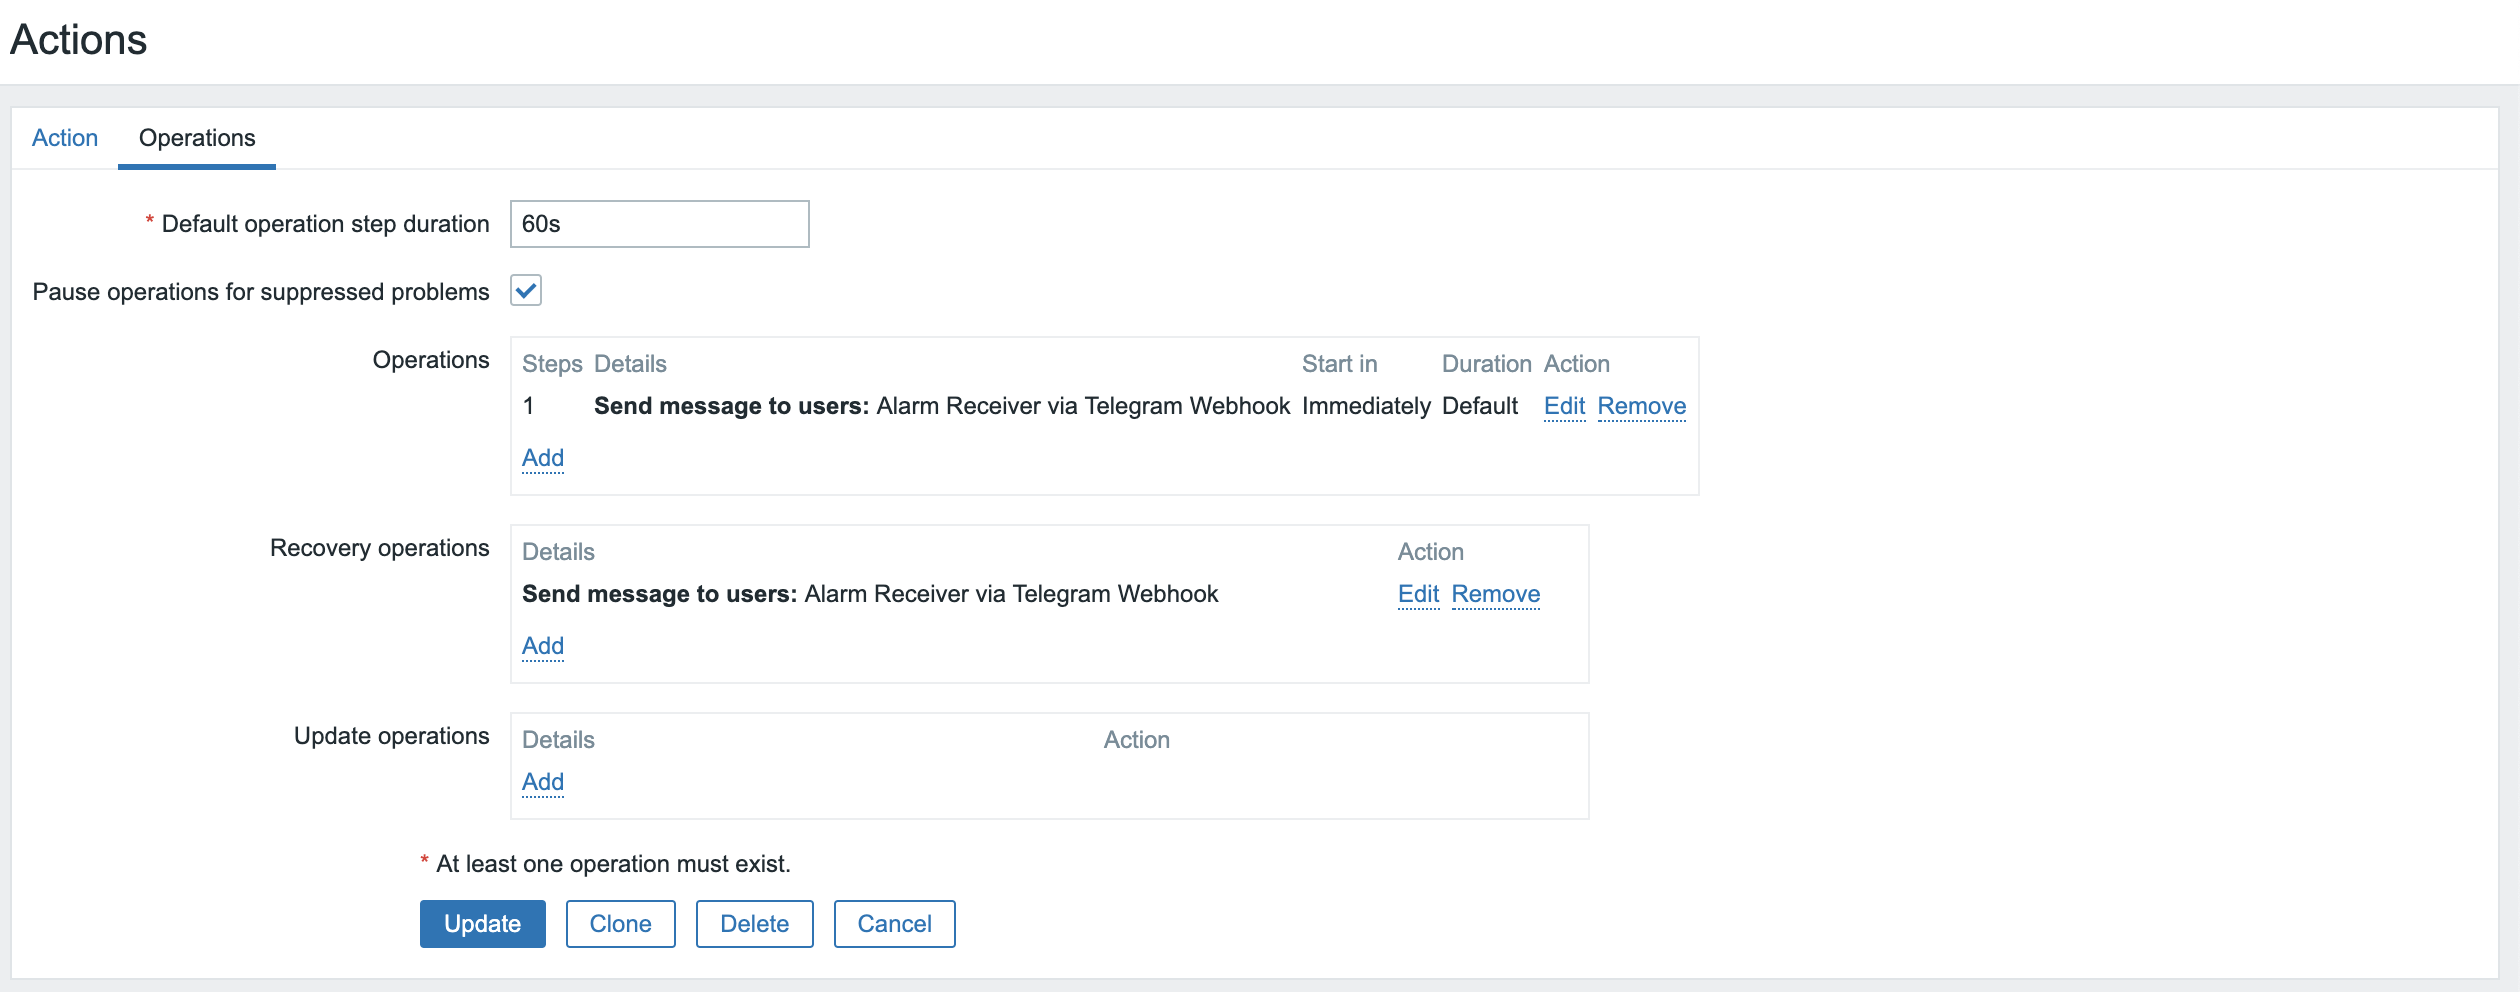 Actions
Action Operations
* Default operation step duration 60s
Pause operations for suppressed problems
Operations Steps Details Start in Duration Action
1 Send message to users: Alarm Receiver via Telegram Webhook Immediately Default Edit Remove
Add
Recovery operations Details Action
Send message to users: Alarm Receiver via Telegram Webhook Edit Remove
Add
Update operations Details Action
Add
* At least one operation must exist.
Update Clone Delete Cancel